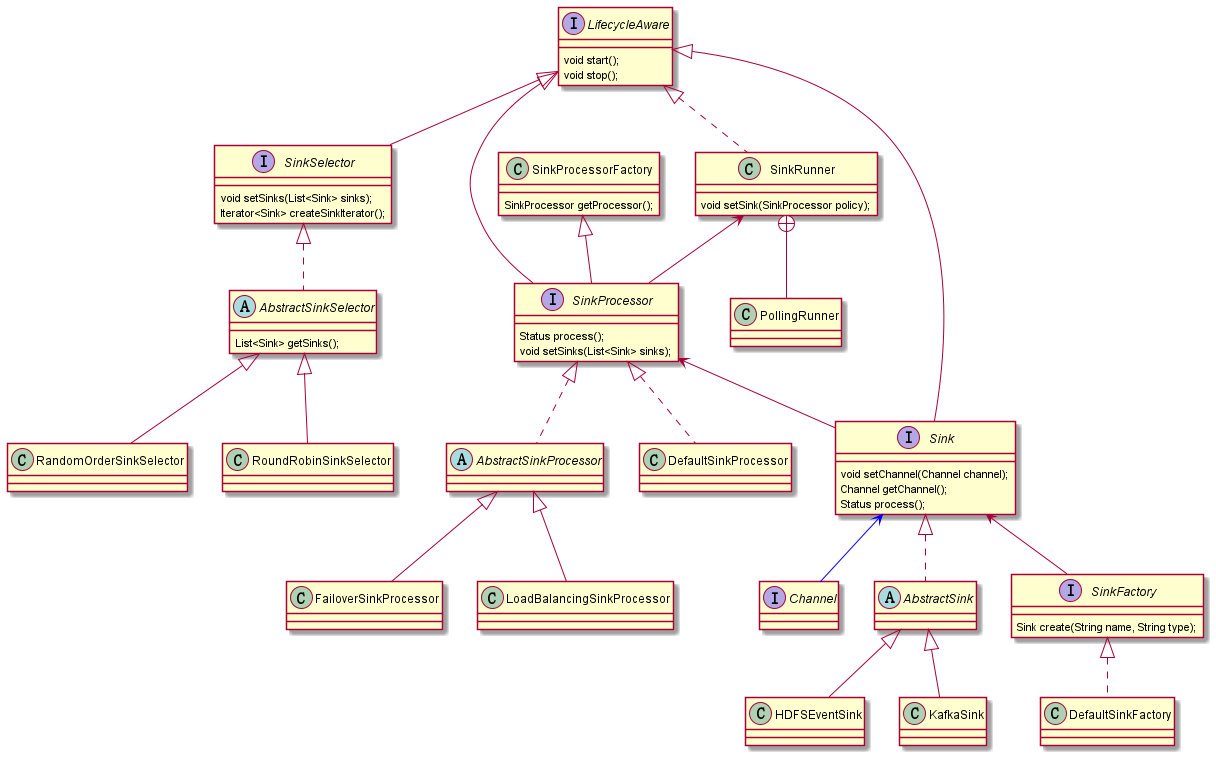 I LifecycleAware
void start();
void stop();
I SinkSelector
void setSinks(List<Sink> sinks);
Iterator<Sink> createSinkIterator();
C SinkProcessorFactory
SinkProcessor getProcessor();
C SinkRunner
void setSink(SinkProcessor policy);
A AbstractSinkSelector
List<Sink> getSinks();
I SinkProcessor
Status process();
void setSinks(List<Sink> sinks);
C PollingRunner
C RandomOrderSinkSelector
C RoundRobinSinkSelector
A AbstractSinkProcessor
C DefaultSinkProcessor
I Sink
void setChannel(Channel channel);
Channel getChannel();
Status process();
C FailoverSinkProcessor
C LoadBalancingSinkProcessor
I Channel
A AbstractSink
I SinkFactory
Sink create(String name, String type);
C HDFSEventSink
C KafkaSink
C DefaultSinkFactory